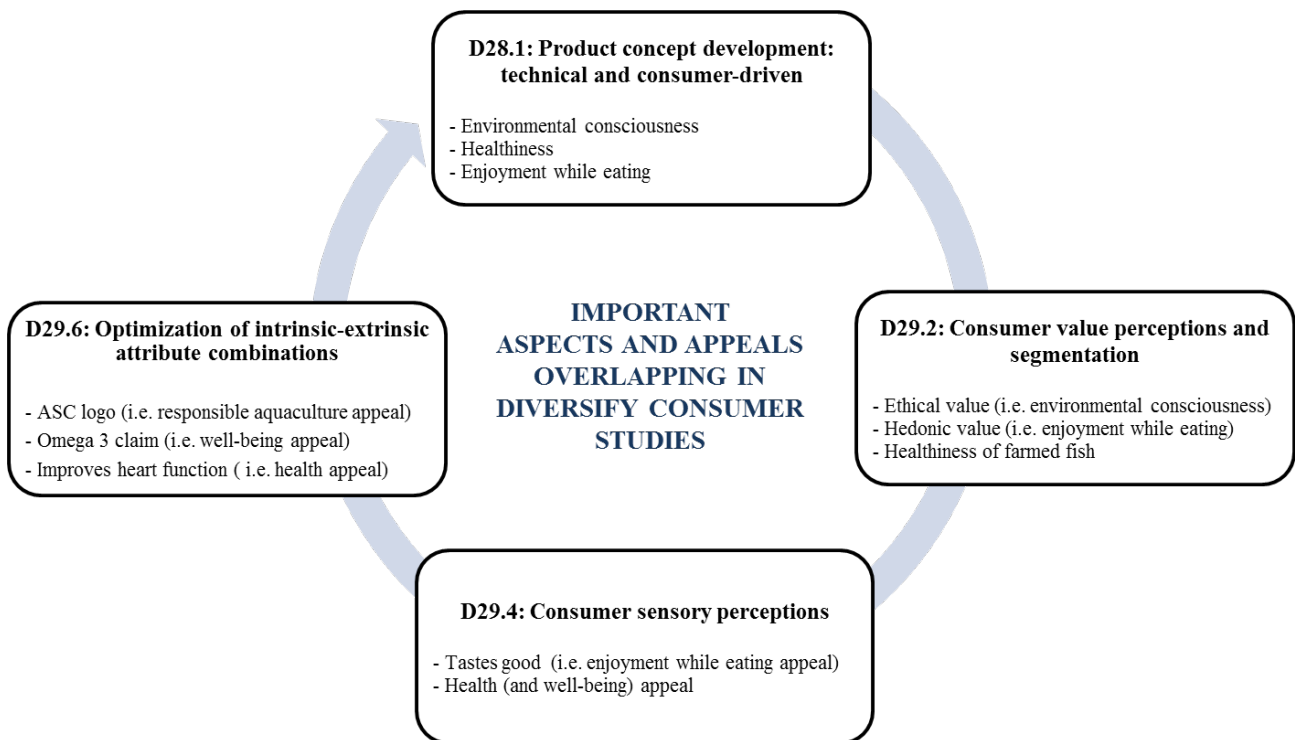 D28.1: Product concept development:
technical and consumer-driven
- Environmental consciousness
- Healthiness
- Enjoyment while eating
D29.6: Optimization of intrinsic-extrinsic
attribute combinations
- ASC logo (i.e. responsible aquaculture appeal)
- Omega 3 claim (i.e. well-being appeal)
- Improves heart function ( i.e. health appeal)
IMPORTANT
ASPECTS AND APPEALS
OVERLAPPING IN
DIVERSIFY CONSUMER
STUDIES
D29.2: Consumer value perceptions and
segmentation
- Ethical value (i.e. environmental consciousness)
- Hedonic value (i.e. enjoyment while eating)
- Healthiness of farmed fish
D29.4: Consumer sensory perceptions
- Tastes good (i.e. enjoyment while eating appeal)
- Health (and well-being) appeal